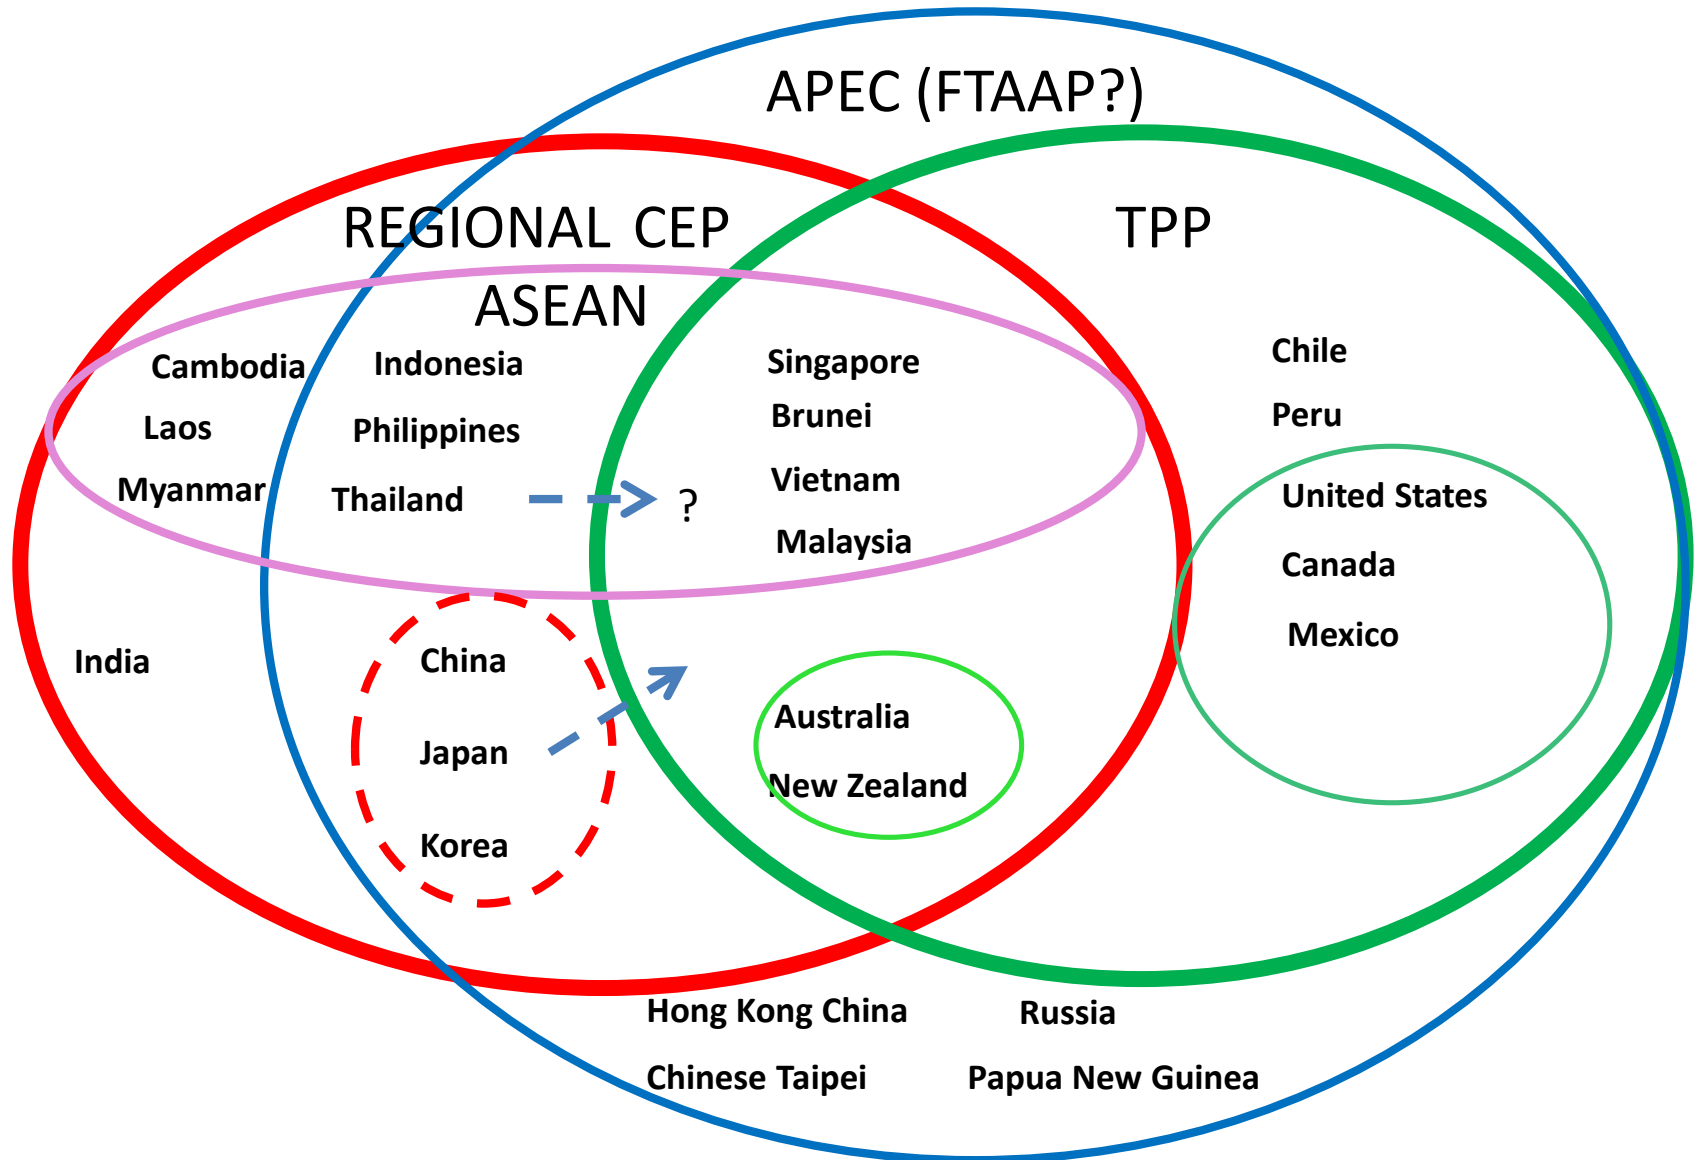 APEC (FTAAP?)
REGIONAL CEP
TPP
ASEAN
Cambodia
Laos
Myanmar
Indonesia
Philippines
Thailand
?
Singapore
Brunei
Vietnam
Malaysia
Chile
Peru
United States
Canada
Mexico
India
China
Japan
Korea
Australia
New Zealand
Hong Kong China
Russia
Chinese Taipei
Papua New Guinea